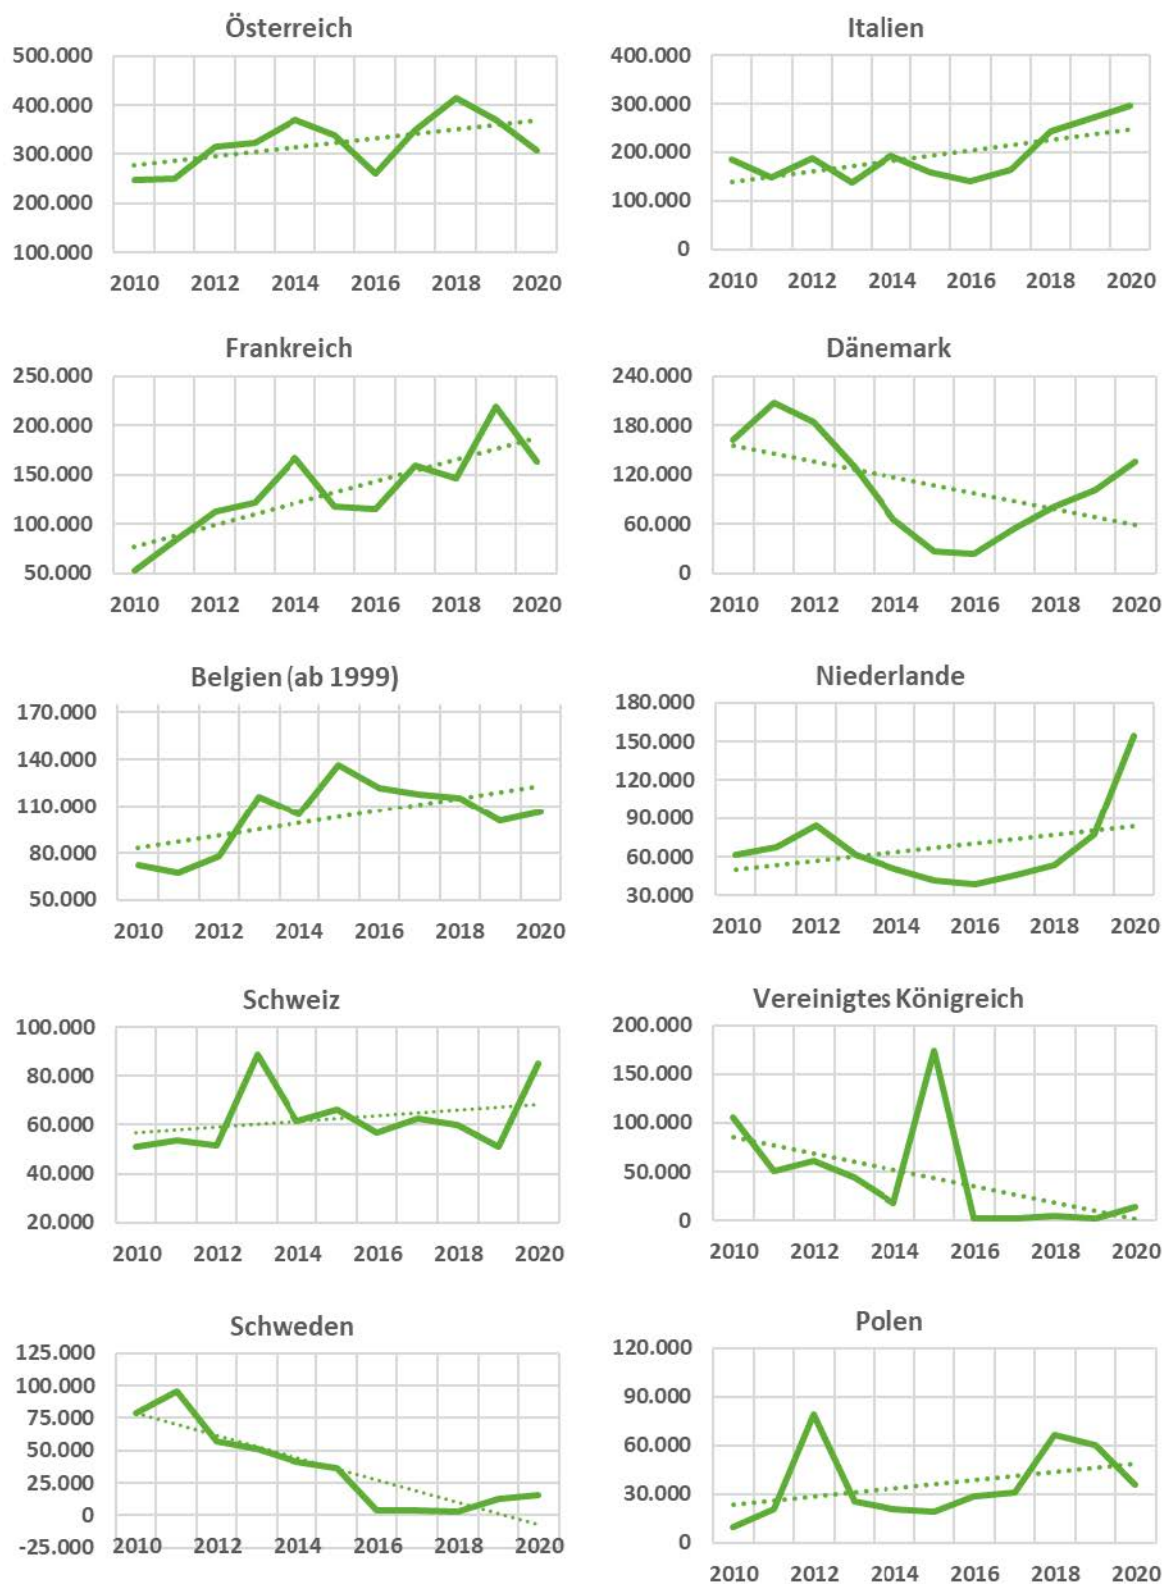 Österreich
500.000
400.000
300.000
200.000
100.000
2010 2012 2014 2016 2018 2020
Italien
400.000
300.000
200.000
100.000
0
2010 2012 2014 2016 2018 2020
Frankreich
250.000
200.000
150.000
100.000
50.000
2010 2012 2014 2016 2018 2020
Dänemark
240.000
180.000
120.000
60.000
0
2010 2012 2014 2016 2018 2020
Belgien (ab 1999)
170.000
140.000
110.000
80.000
50.000
2010 2012 2014 2016 2018 2020
Niederlande
180.000
150.000
120.000
90.000
60.000
30.000
2010 2012 2014 2016 2018 2020
Schweiz
100.000
80.000
60.000
40.000
20.000
2010 2012 2014 2016 2018 2020
Vereinigtes Königreich
200.000
150.000
100.000
50.000
0
2010 2012 2014 2016 2018 2020
Schweden
125.000
100.000
75.000
50.000
25.000
0
-25.000
2010 2012 2014 2016 2018 2020
Polen
120.000
90.000
60.000
30.000
0
2010 2012 2014 2016 2018 2020